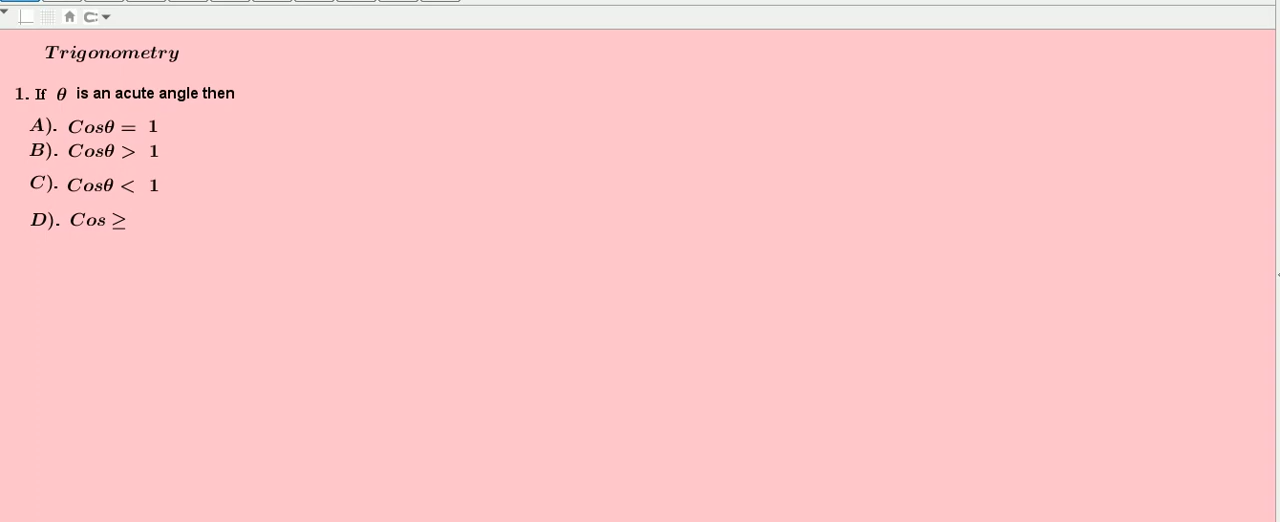 Trigonometry
1. If θ is an acute angle then
A). Cosθ = 1
B). Cosθ > 1
C). Cosθ < 1
D). Cos ≥